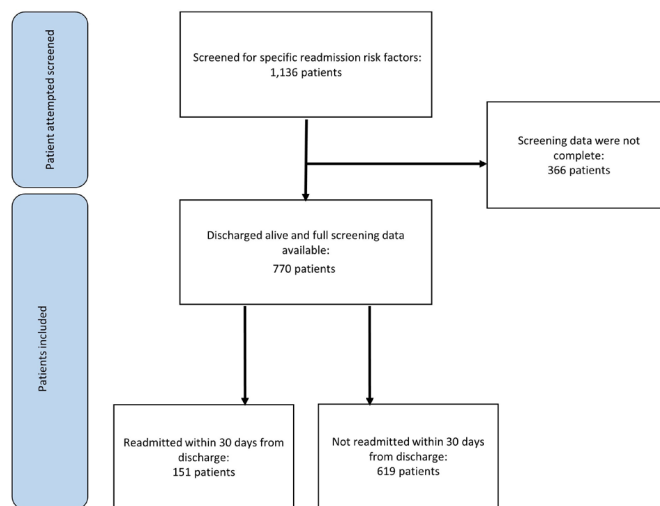 Patient attempted screened
Screened for specific readmission risk factors:
1,136 patients
Screening data were not
complete:
366 patients
Patients included
Discharged alive and full screening data
available:
770 patients
Readmitted within 30 days from
discharge:
151 patients
Not readmitted within 30 days
from discharge:
619 patients